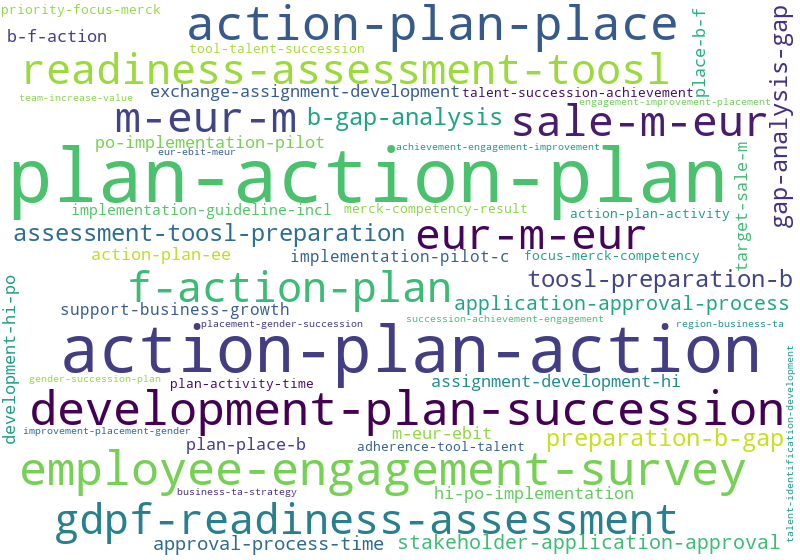 priority-focus-merck
action-plan-place
b-f-action
tool-talent-succession
place-b-f
gap-analysis-gap
readiness-assessment-toosl
exchange-assignment-development
talent-succession-achievement
team-increase-value
engagement-improvement-placement
m-eur-m
b-gap-analysis
sale-m-eur
po-implementation-pilot
eur-ebit-meur
achievement-engagement-improvement
plan-action-plan
target-sale-m
implementation-guideline-incl
merck-competency-result
action-plan-activity
assessment-toosl-preparation
eur-m-eur
action-plan-ee
implementation-pilot-c
focus-merck-competency
f-action-plan
toosl-preparation-b
development-hi-po
support-business-growth
application-approval-process
placement-gender-succession
succession-achievement-engagement
region-business-ta
action-plan-action
talent-identification-development
gender-succession-plan
plan-activity-time
assignment-development-hi
development-plan-succession
improvement-placement-gender
plan-place-b
m-eur-ebit
adherence-tool-talent
preparation-b-gap
employee-engagement-survey
business-ta-strategy
hi-po-implementation
gdpf-readiness-assessment
approval-process-time
stakeholder-application-approval